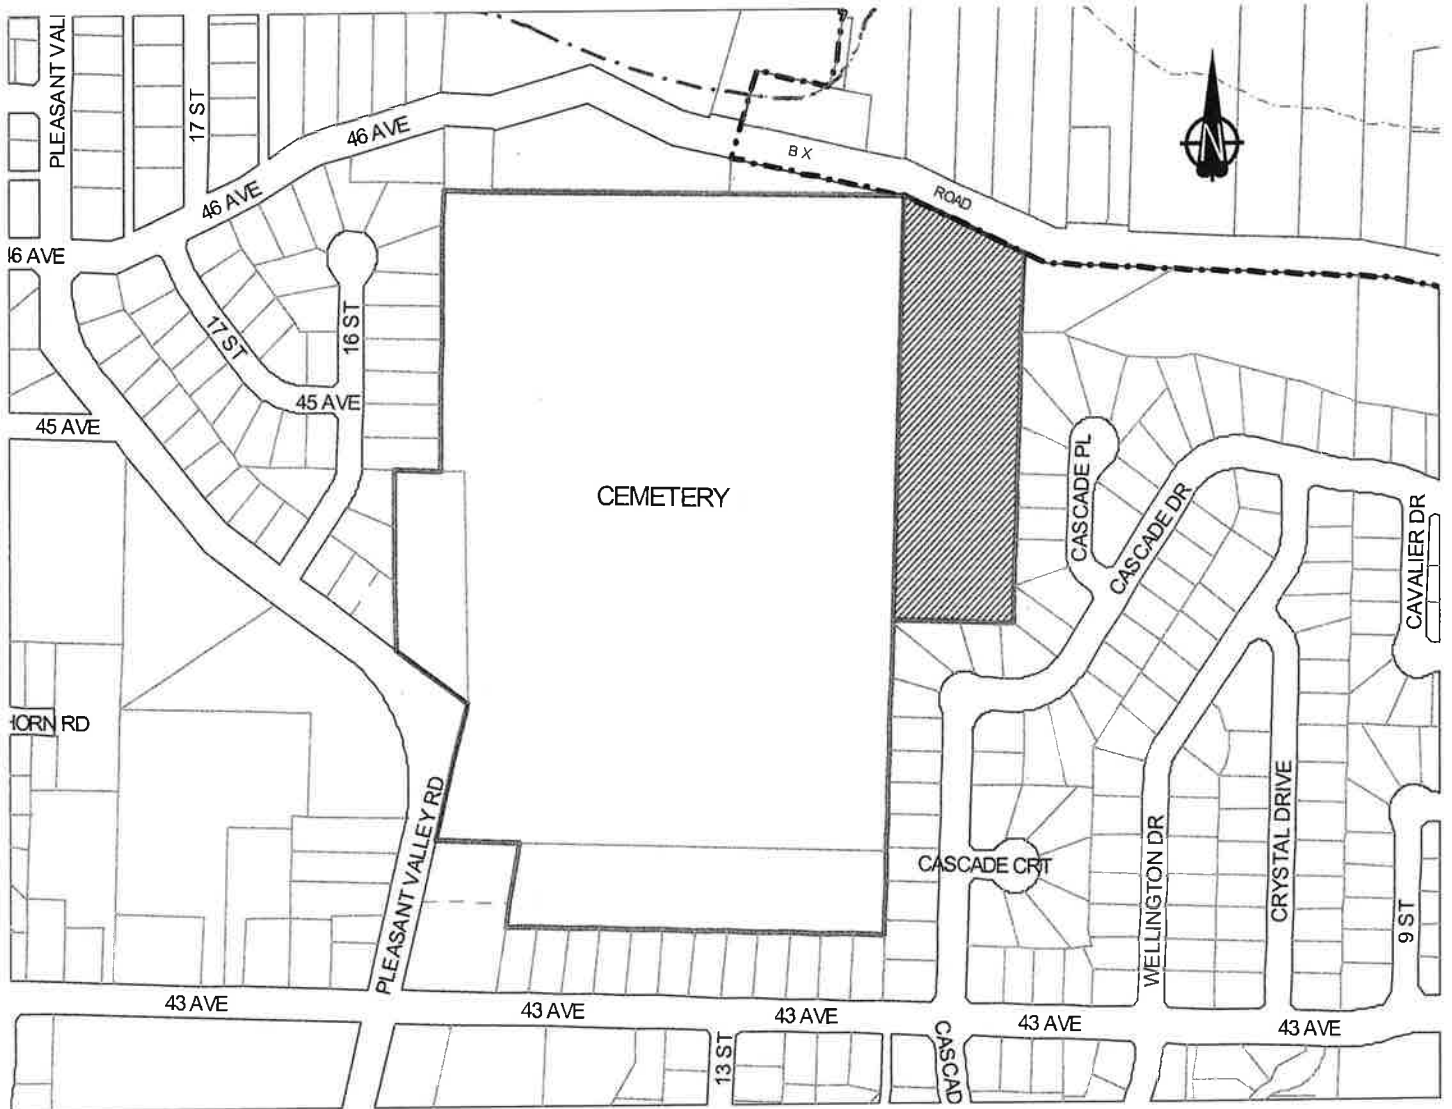 PLEASANT VAL
17 ST
46 AVE
46 AVE
46 AVE
B X
ROAD
N
17 ST
16 ST
45 AVE
45 AVE
CEMETERY
CASCADE PL
CASCADE DR
CAVALIER DR
HORN RD
PLEASANT VALLEY RD
CASCADE CRT
WELLINGTON DR
CRYSTAL DRIVE
9 ST
43 AVE
43 AVE
43 AVE
43 AVE
43 AVE
13 ST
CASCAD